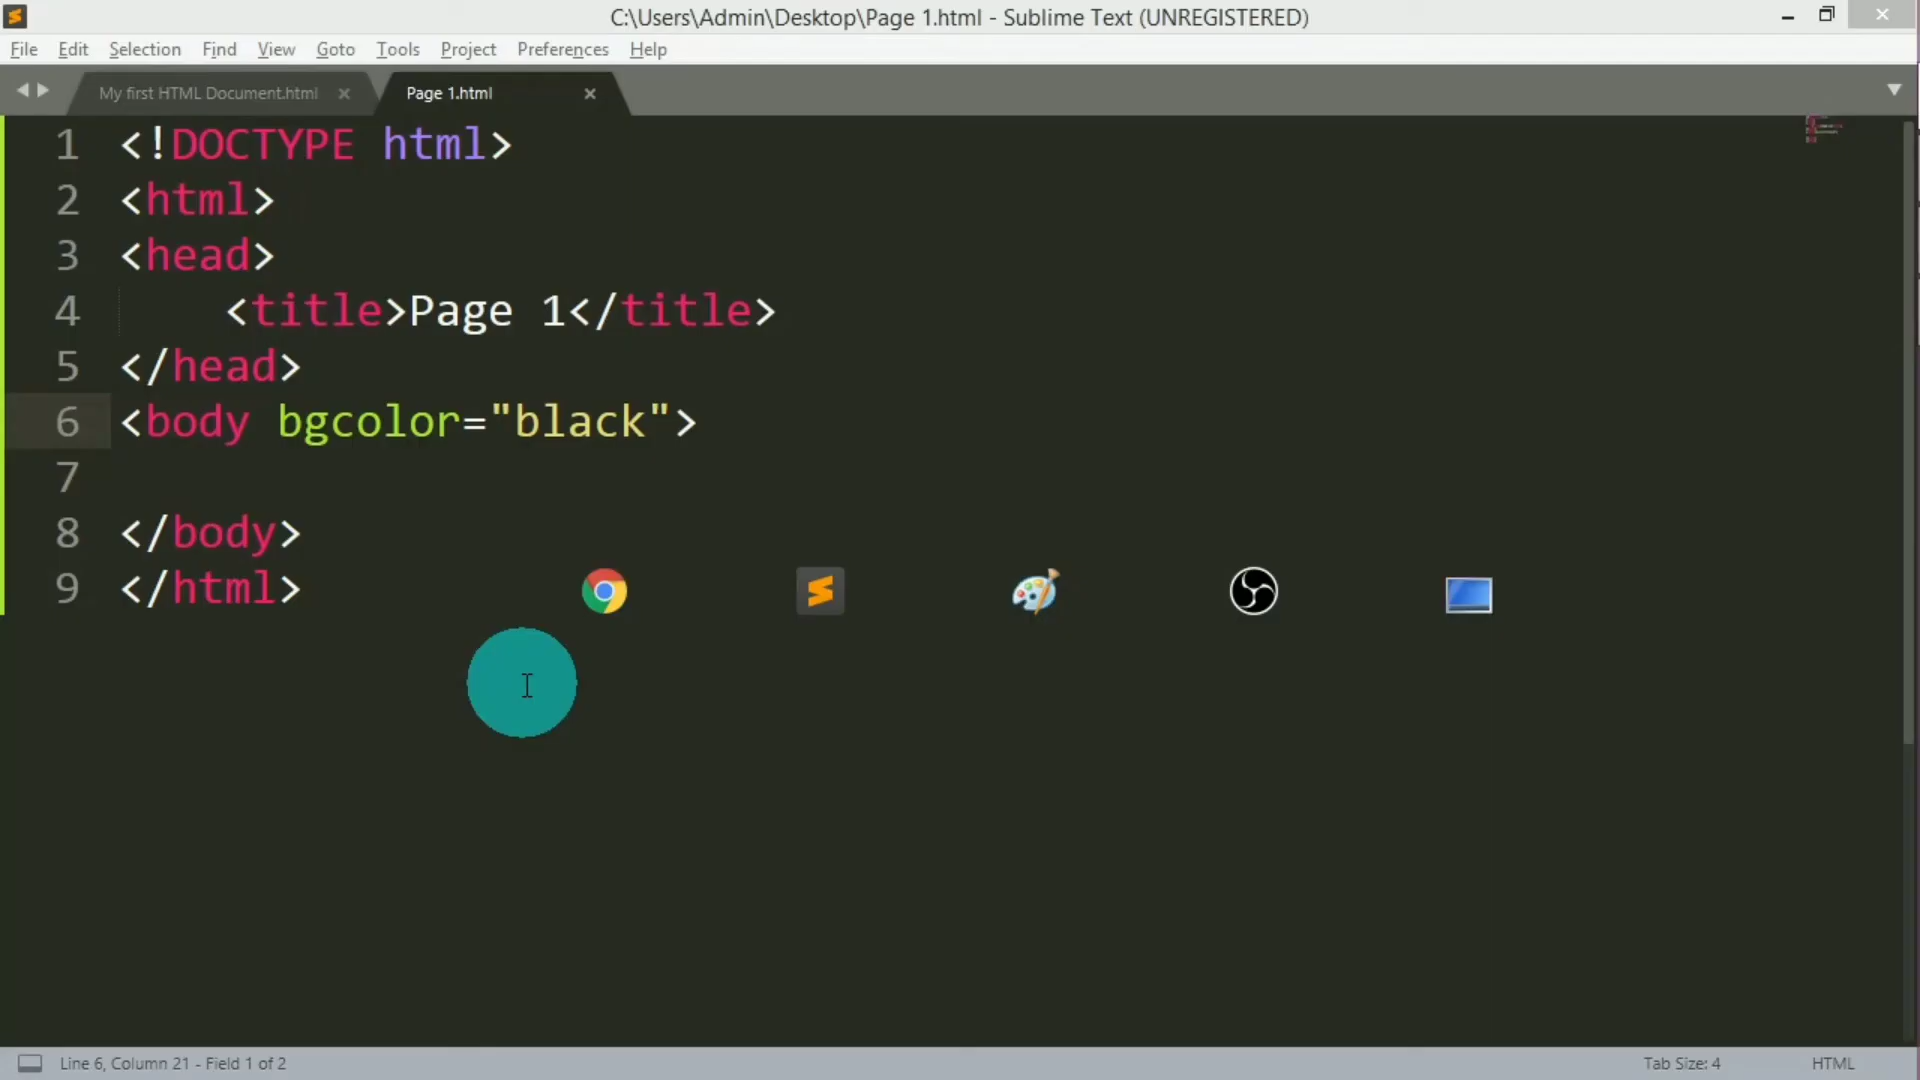 C:\Users\Admin\Desktop\Page 1.html - Sublime Text (UNREGISTERED)
File Edit Selection Find View Goto Tools Project Preferences Help
My first HTML Document.html Page 1.html
1 <!DOCTYPE html>
2 <html>
3 <head>
4 <title>Page 1</title>
5 </head>
6 <body bgcolor="black">
7
8 </body>
9 </html>
Line 6, Column 21 - Field 1 of 2 Tab Size: 4 HTML